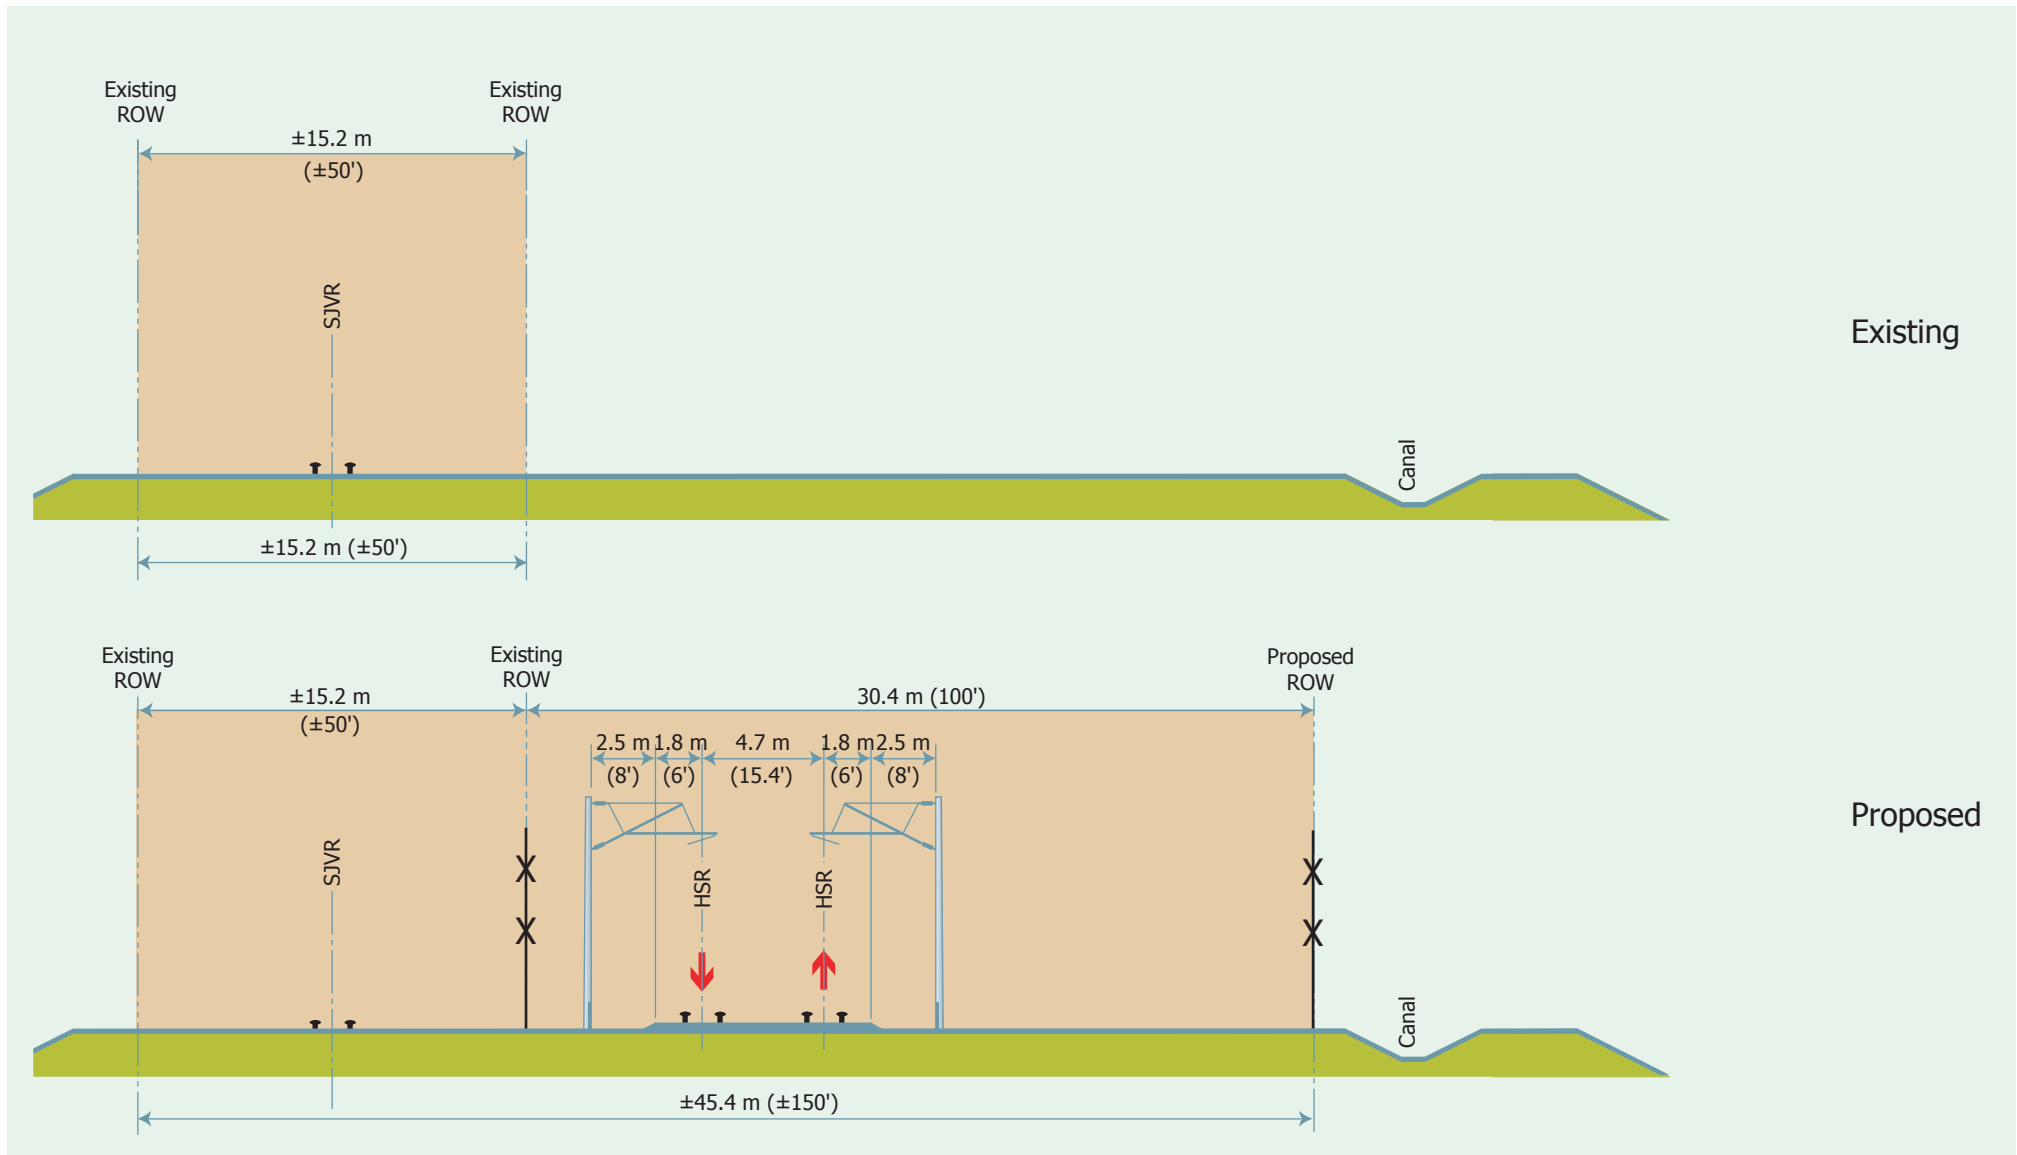 Existing
ROW
Existing
ROW
±15.2 m
(±50')
SJVR
Existing
Canal
±15.2 m (±50')
Existing
ROW
Existing
ROW
Proposed
ROW
±15.2 m
(±50')
30.4 m (100')
2.5 m 1.8 m 4.7 m 1.8 m 2.5 m
(8') (6') (15.4') (6') (8')
Proposed
SJVR
HSR
HSR
X
X
X
X
Canal
±45.4 m (±150')